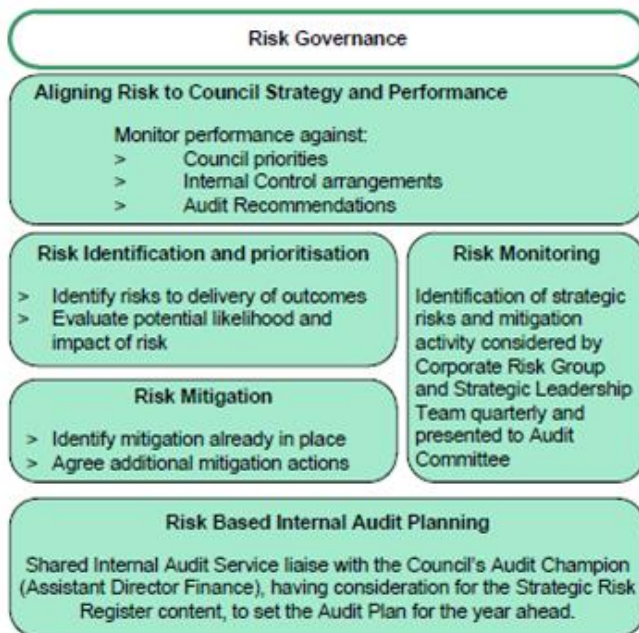 Risk Governance
Aligning Risk to Council Strategy and Performance
Monitor performance against:
> Council priorities
> Internal Control arrangements
> Audit Recommendations
Risk Identification and prioritisation
> Identify risks to delivery of outcomes
> Evaluate potential likelihood and
impact of risk
Risk Mitigation
> Identify mitigation already in place
> Agree additional mitigation actions
Risk Monitoring
Identification of strategic
risks and mitigation
activity considered by
Corporate Risk Group
and Strategic Leadership
Team quarterly and
presented to Audit
Committee
Risk Based Internal Audit Planning
Shared Internal Audit Service liaise with the Council's Audit Champion
(Assistant Director Finance), having consideration for the Strategic Risk
Register content, to set the Audit Plan for the year ahead.